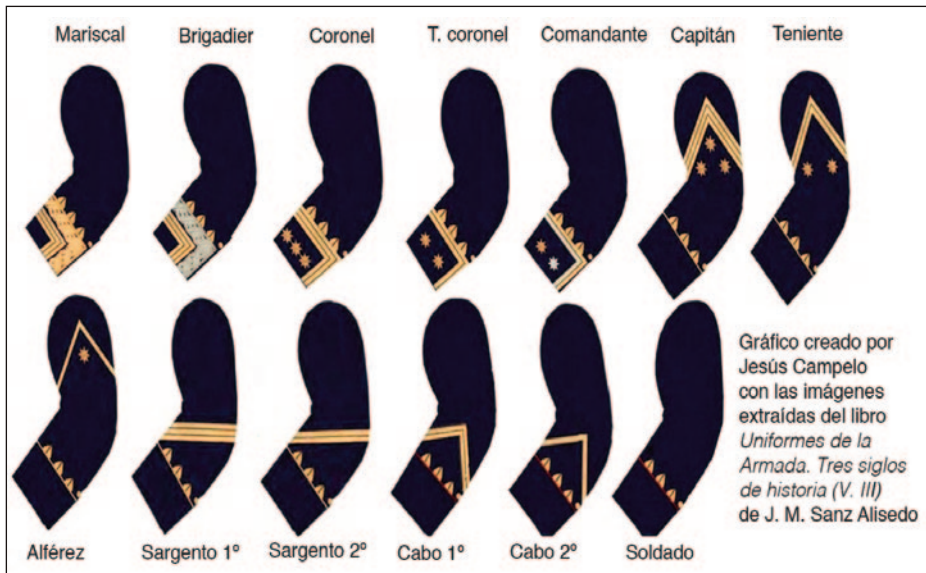 Mariscal Brigadier Coronel T. coronel Comandante Capitán Teniente
Gráfico creado por
Jesús Campelo
con las imágenes
extraídas del libro
Uniformes de la
Armada. Tres siglos
de historia (V. III)
de J. M. Sanz Alisedo
Alférez Sargento 1º Sargento 2º Cabo 1º Cabo 2º Soldado